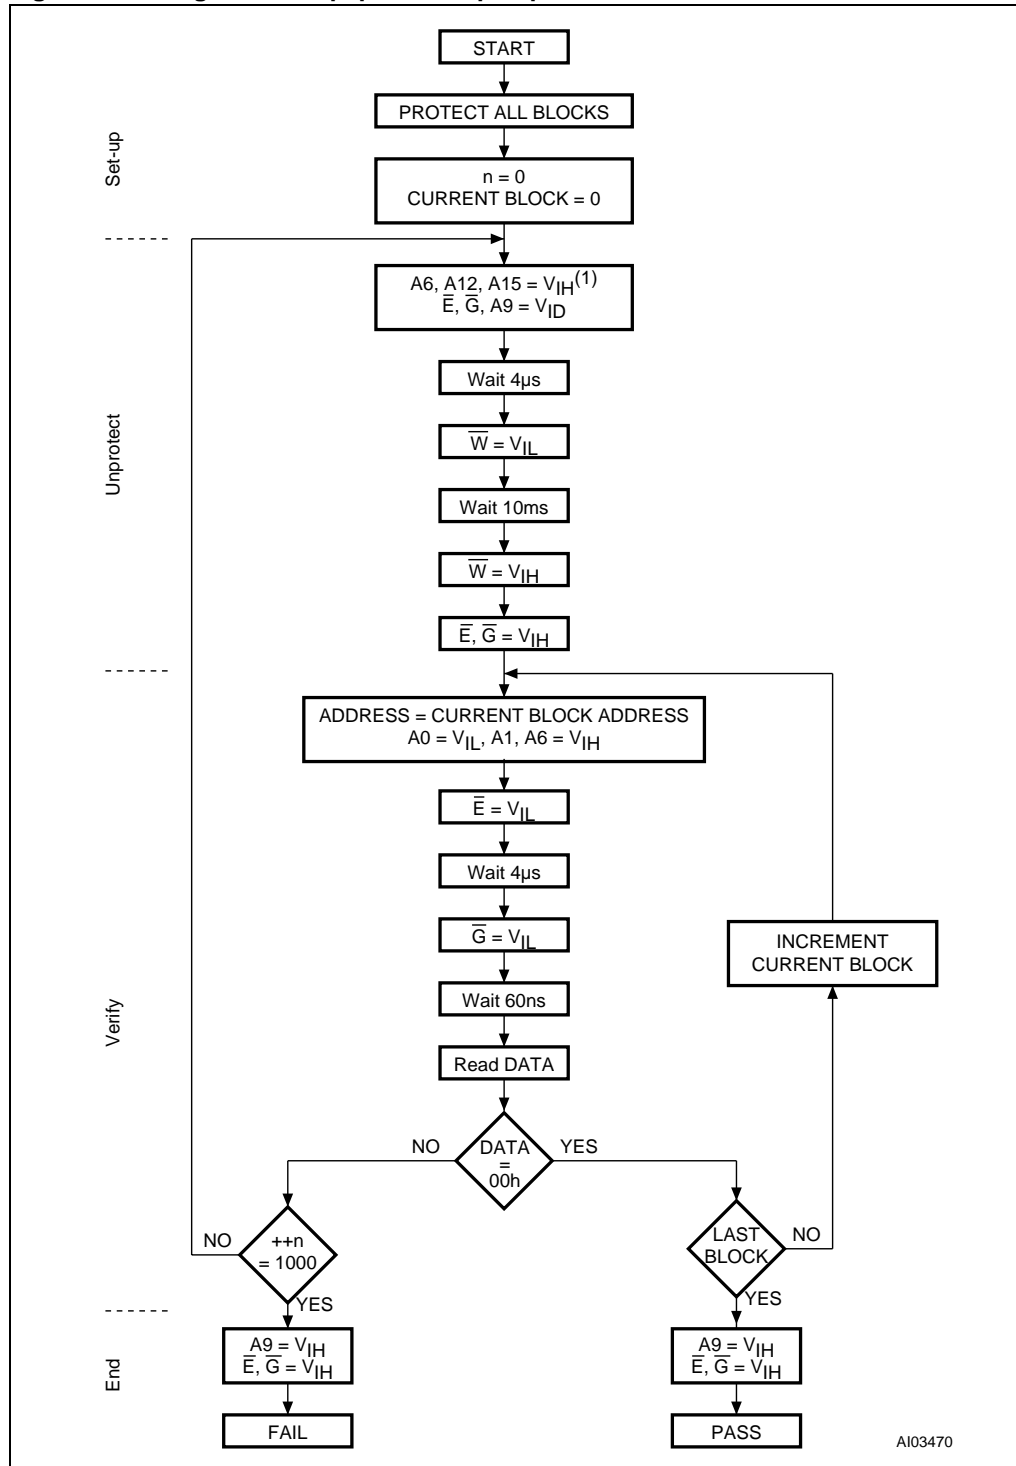 START
PROTECT ALL BLOCKS
Set-up
n = 0
CURRENT BLOCK = 0
A6, A12, A15 = VIH(1)
E̅, G̅, A9 = VID
Wait 4µs
Unprotect
W̅ = VIL
Wait 10ms
W̅ = VIH
E̅, G̅ = VIH
ADDRESS = CURRENT BLOCK ADDRESS
A0 = VIL, A1, A6 = VIH
E̅ = VIL
Wait 4µs
G̅ = VIL
INCREMENT
CURRENT BLOCK
Wait 60ns
Verify
Read DATA
NO
DATA
=
00h
YES
NO
++n
= 1000
YES
LAST
BLOCK
NO
YES
End
A9 = VIH
E̅, G̅ = VIH
FAIL
A9 = VIH
E̅, G̅ = VIH
PASS
AI03470